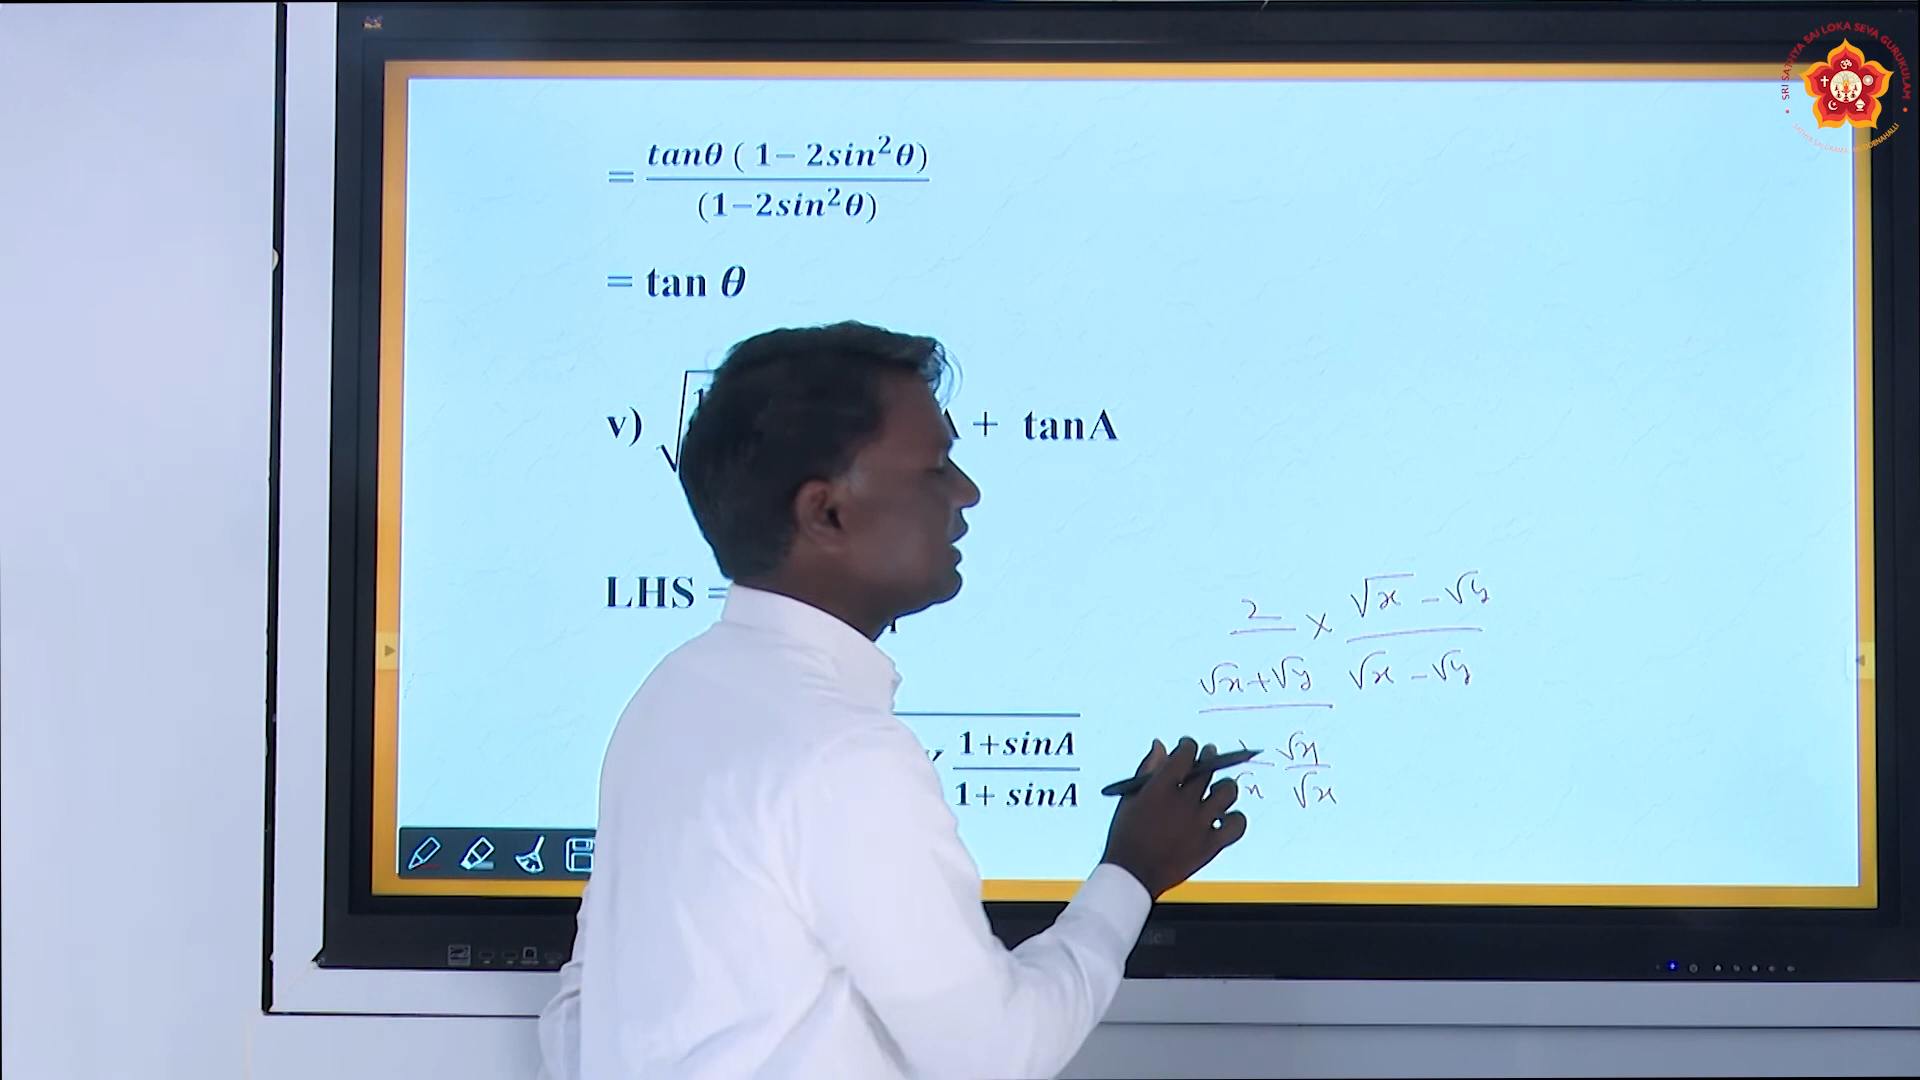 = tanθ ( 1− 2sin²θ)
(1−2sin²θ)
= tan θ
v) √ + tanA
LHS =
1+sinA
1+ sinA
2 × √x − √y
√x+√y √x − √y
√x
√x √x
SRI SATHYA SAI LOKA SEVA GURUKULAM